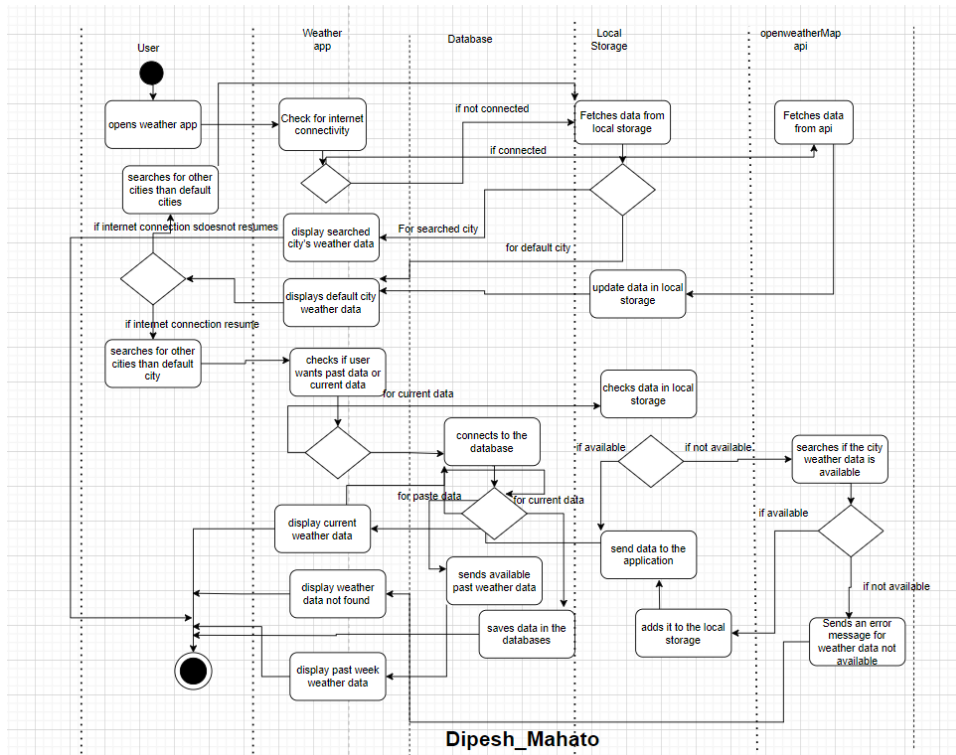 User
Weather
app
Database
Local
Storage
openweatherMap
api
opens weather app
Check for internet
connectivity
if not connected
Fetches data from
local storage
Fetches data
from api
if connected
searches for other
cities than default
cities
if internet connection sdoesnot resumes
display searched
city's weather data
For searched city
for default city
displays default city
weather data
update data in local
storage
if internet connection resume
searches for other
cities than default
city
checks if user
wants past data or
current data
for current data
checks data in local
storage
connects to the
database
if available
if not available
searches if the city
weather data is
available
for paste data
for current data
if available
display current
weather data
send data to the
application
sends available
past weather data
display weather
data not found
if not available
saves data in the
databases
adds it to the local
storage
Sends an error
message for
weather data not
available
display past week
weather data
Dipesh_Mahato